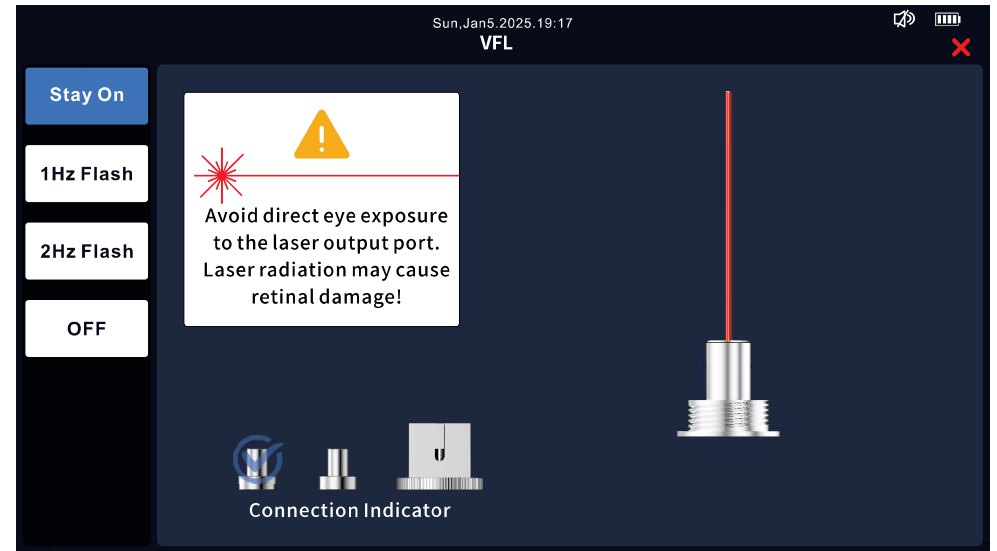 Sun,Jan5.2025.19:17
VFL
Stay On
1Hz Flash
2Hz Flash
OFF
Avoid direct eye exposure
to the laser output port.
Laser radiation may cause
retinal damage!
Connection Indicator